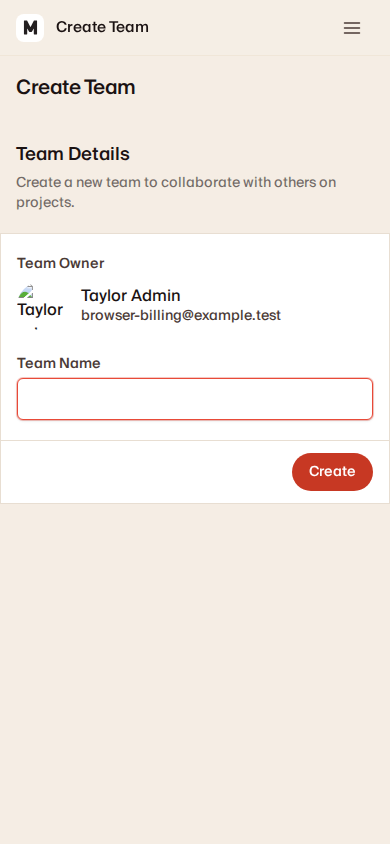 M Create Team
Create Team
Team Details
Create a new team to collaborate with others on
projects.
Team Owner
Taylor
Taylor Admin
browser-billing@example.test
Team Name
Create